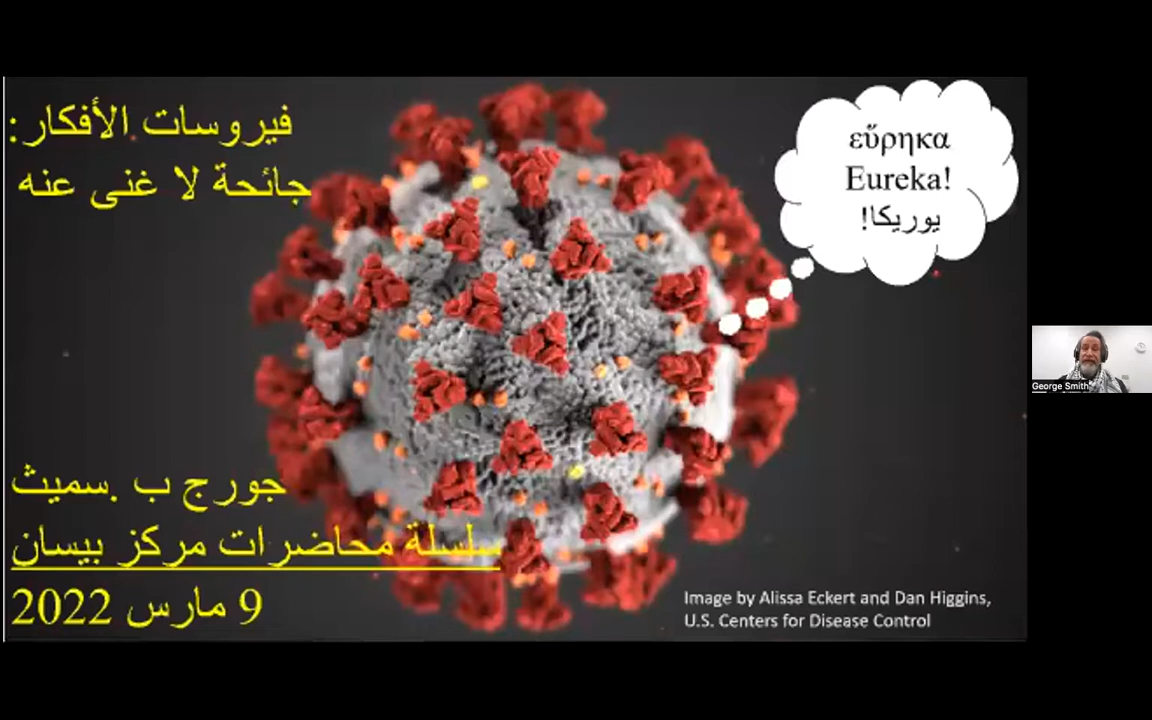 فيروسات الأفكار:
جائحة لا غنى عنه
εὕρηκα
Eureka!
يوريكا!
جورج ب .سميث
سلسلة محاضرات مركز بيسان
9 مارس 2022
Image by Alissa Eckert and Dan Higgins,
U.S. Centers for Disease Control
George Smith